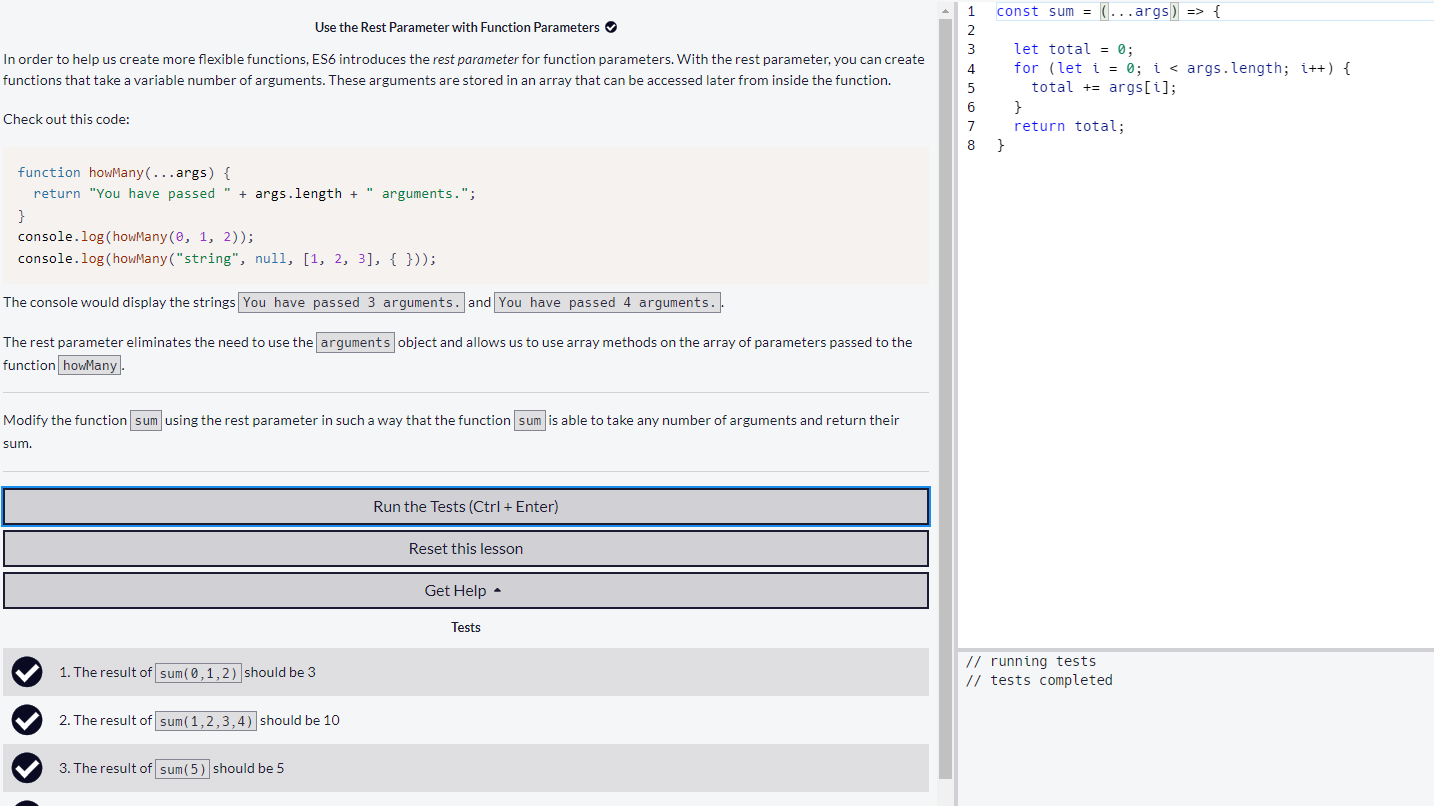 Use the Rest Parameter with Function Parameters
In order to help us create more flexible functions, ES6 introduces the rest parameter for function parameters. With the rest parameter, you can create
functions that take a variable number of arguments. These arguments are stored in an array that can be accessed later from inside the function.
Check out this code:
function howMany(...args) {
  return "You have passed " + args.length + " arguments.";
}
console.log(howMany(0, 1, 2));
console.log(howMany("string", null, [1, 2, 3], { }));
The console would display the strings You have passed 3 arguments. and You have passed 4 arguments..
The rest parameter eliminates the need to use the arguments object and allows us to use array methods on the array of parameters passed to the
function howMany.
Modify the function sum using the rest parameter in such a way that the function sum is able to take any number of arguments and return their
sum.
Run the Tests (Ctrl + Enter)
Reset this lesson
Get Help
Tests
1. The result of sum(0,1,2) should be 3
2. The result of sum(1,2,3,4) should be 10
3. The result of sum(5) should be 5
1 const sum = (...args) => {
2
3   let total = 0;
4   for (let i = 0; i < args.length; i++) {
5     total += args[i];
6   }
7   return total;
8 }
// running tests
// tests completed